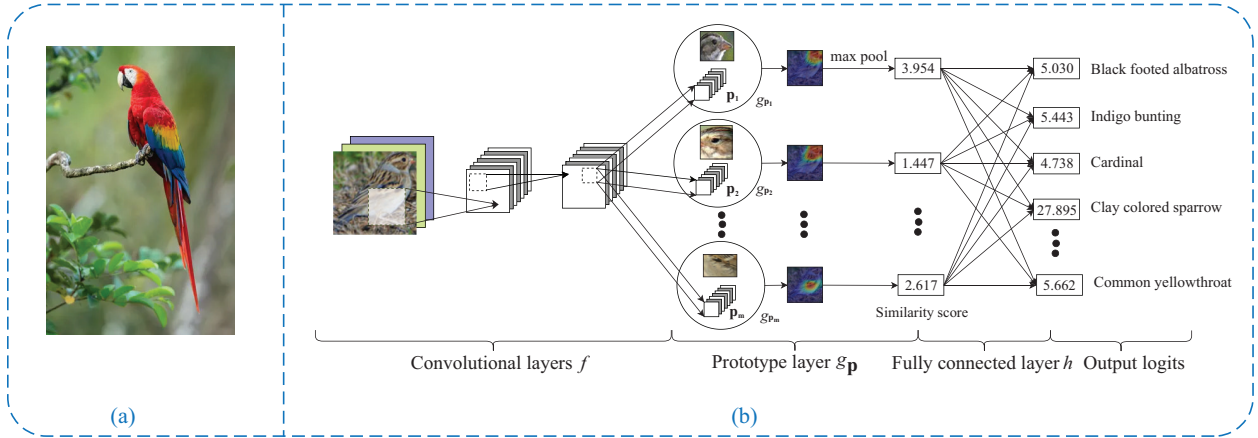 max pool
p1
gp1
3.954
5.030
Black footed albatross
5.443
Indigo bunting
p2
gp2
1.447
4.738
Cardinal
27.895
Clay colored sparrow
pm
gpm
2.617
5.662
Common yellowthroat
Similarity score
Convolutional layers f
Prototype layer gp
Fully connected layer h
Output logits
(a)
(b)